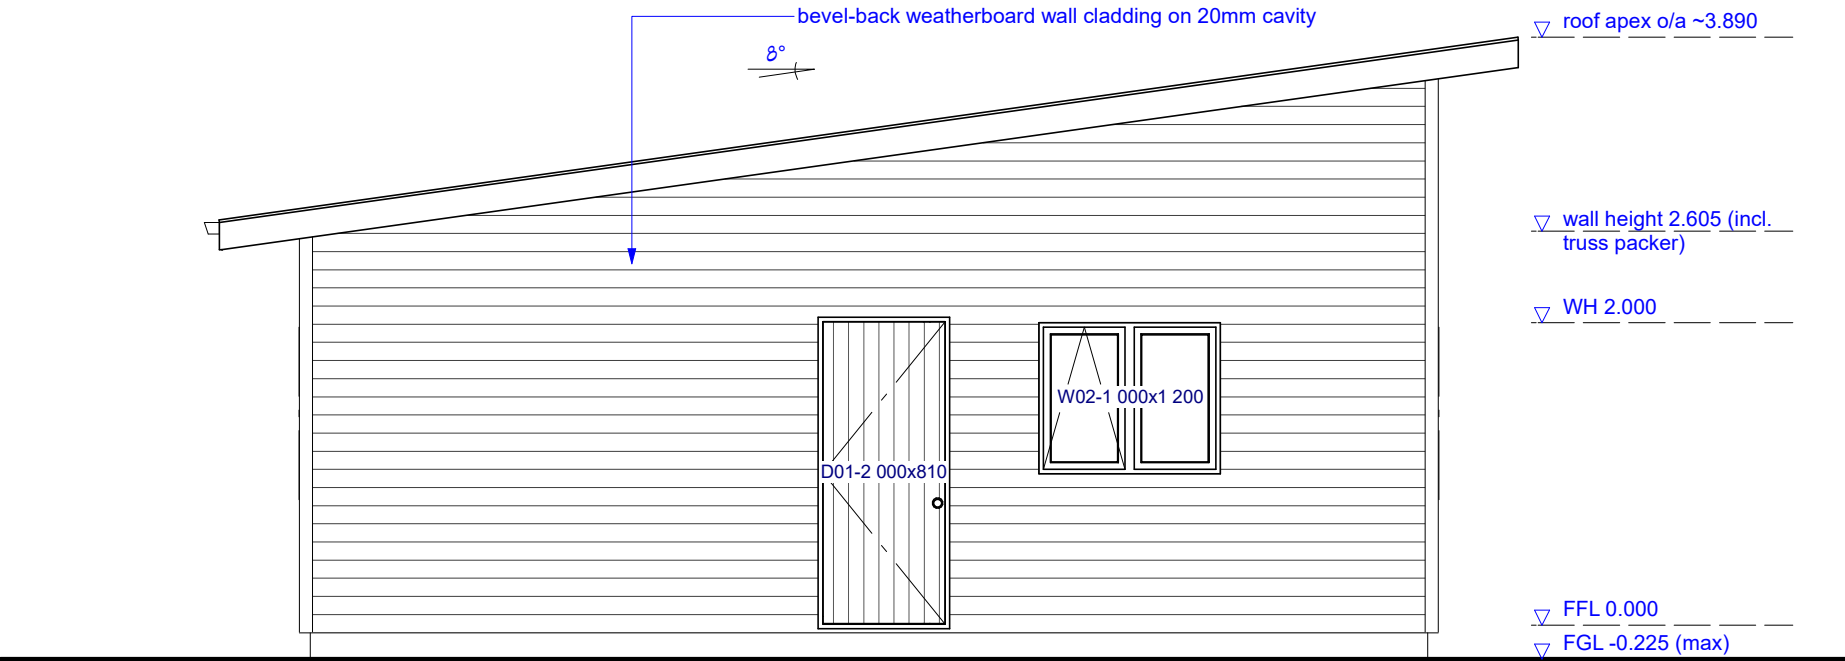 bevel-back weatherboard wall cladding on 20mm cavity
8°
roof apex o/a ~3.890
wall height 2.605 (incl.
truss packer)
WH 2.000
W02-1 000x1 200
D01-2 000x810
FFL 0.000
FGL -0.225 (max)